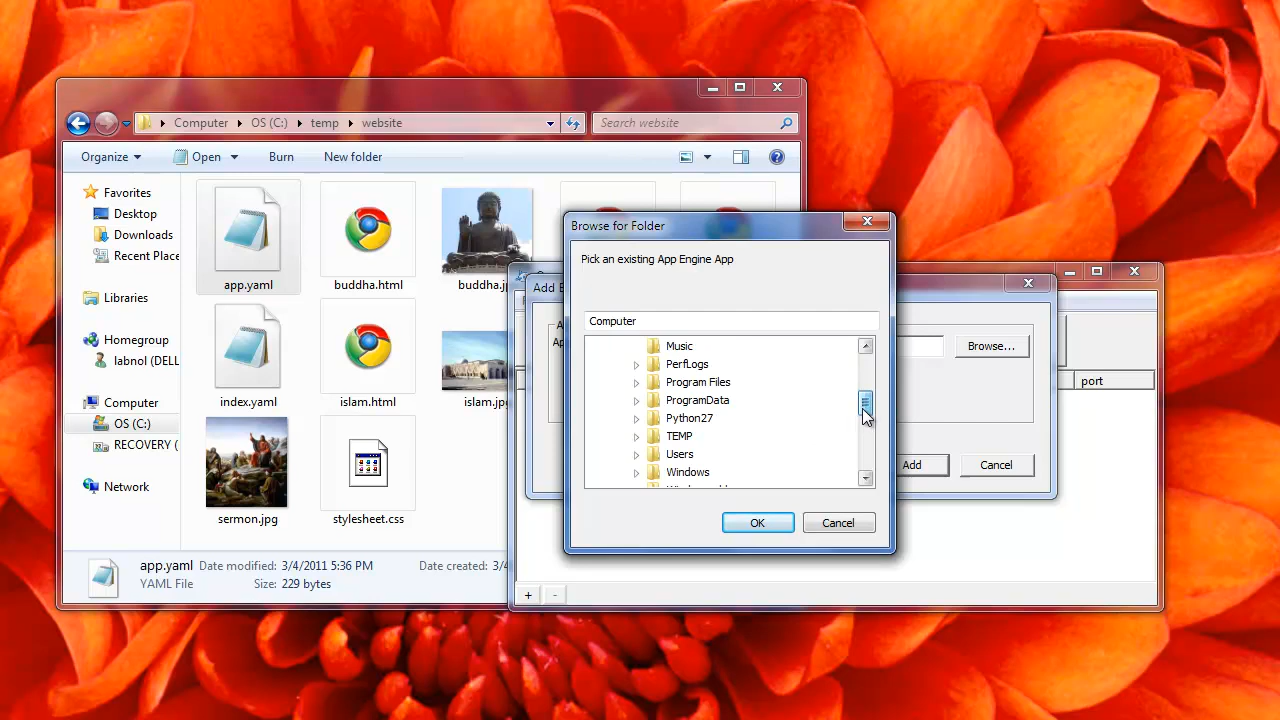 Computer OS (C:) temp website
Search website
Organize Open Burn New folder
Favorites
Desktop
Downloads
Recent Place
Libraries
Homegroup
labnol (DELL
Computer
OS (C:)
RECOVERY (
Network
app.yaml
buddha.html
buddha.j
index.yaml
islam.html
islam.jp
sermon.jpg
stylesheet.css
app.yaml Date modified: 3/4/2011 5:36 PM Date created: 3/4
YAML File Size: 229 bytes
Add E
Browse...
port
Add Cancel
+ -
Browse for Folder
Pick an existing App Engine App
Computer
Music
PerfLogs
Program Files
ProgramData
Python27
TEMP
Users
Windows
OK Cancel